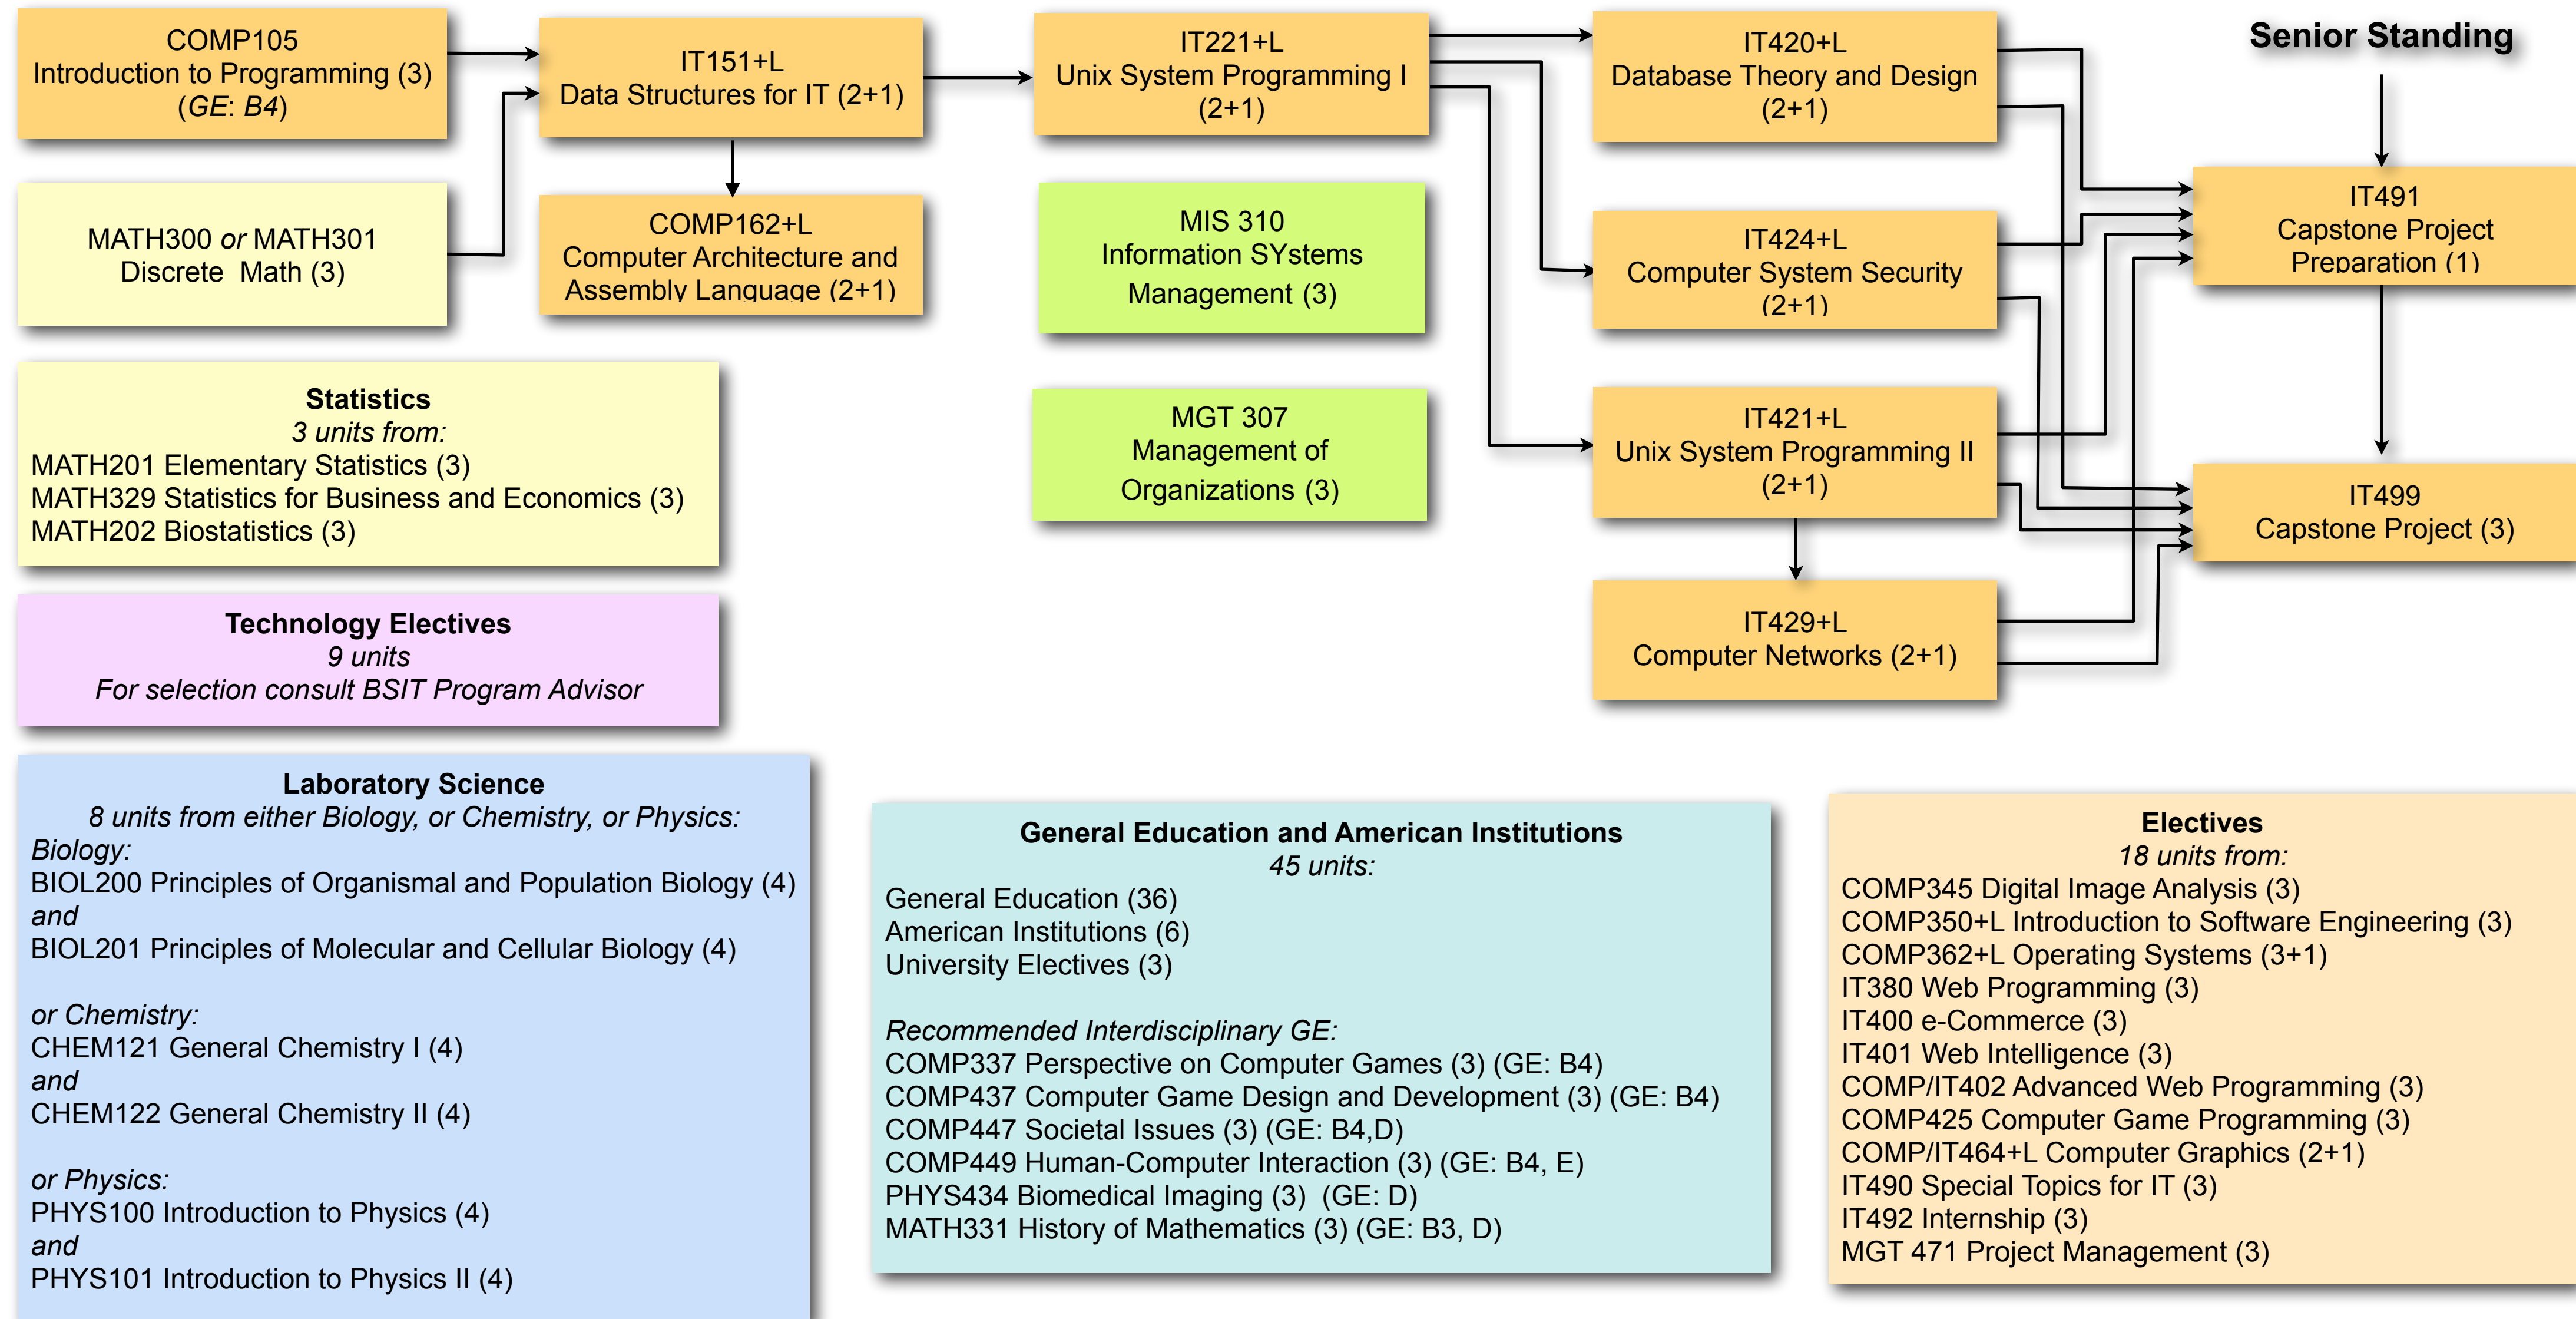 COMP105
Introduction to Programming (3)
(GE: B4)
IT151+L
Data Structures for IT (2+1)
IT221+L
Unix System Programming I
(2+1)
IT420+L
Database Theory and Design
(2+1)
Senior Standing
MATH300 or MATH301
Discrete Math (3)
COMP162+L
Computer Architecture and
Assembly Language (2+1)
MIS 310
Information SYstems
Management (3)
IT424+L
Computer System Security
(2+1)
IT491
Capstone Project
Preparation (1)
Statistics
3 units from:
MATH201 Elementary Statistics (3)
MATH329 Statistics for Business and Economics (3)
MATH202 Biostatistics (3)
MGT 307
Management of
Organizations (3)
IT421+L
Unix System Programming II
(2+1)
IT499
Capstone Project (3)
Technology Electives
9 units
For selection consult BSIT Program Advisor
IT429+L
Computer Networks (2+1)
Laboratory Science
8 units from either Biology, or Chemistry, or Physics:
Biology:
BIOL200 Principles of Organismal and Population Biology (4)
and
BIOL201 Principles of Molecular and Cellular Biology (4)
or Chemistry:
CHEM121 General Chemistry I (4)
and
CHEM122 General Chemistry II (4)
or Physics:
PHYS100 Introduction to Physics (4)
and
PHYS101 Introduction to Physics II (4)
General Education and American Institutions
45 units:
General Education (36)
American Institutions (6)
University Electives (3)
Recommended Interdisciplinary GE:
COMP337 Perspective on Computer Games (3) (GE: B4)
COMP437 Computer Game Design and Development (3) (GE: B4)
COMP447 Societal Issues (3) (GE: B4,D)
COMP449 Human-Computer Interaction (3) (GE: B4, E)
PHYS434 Biomedical Imaging (3) (GE: D)
MATH331 History of Mathematics (3) (GE: B3, D)
Electives
18 units from:
COMP345 Digital Image Analysis (3)
COMP350+L Introduction to Software Engineering (3)
COMP362+L Operating Systems (3+1)
IT380 Web Programming (3)
IT400 e-Commerce (3)
IT401 Web Intelligence (3)
COMP/IT402 Advanced Web Programming (3)
COMP425 Computer Game Programming (3)
COMP/IT464+L Computer Graphics (2+1)
IT490 Special Topics for IT (3)
IT492 Internship (3)
MGT 471 Project Management (3)